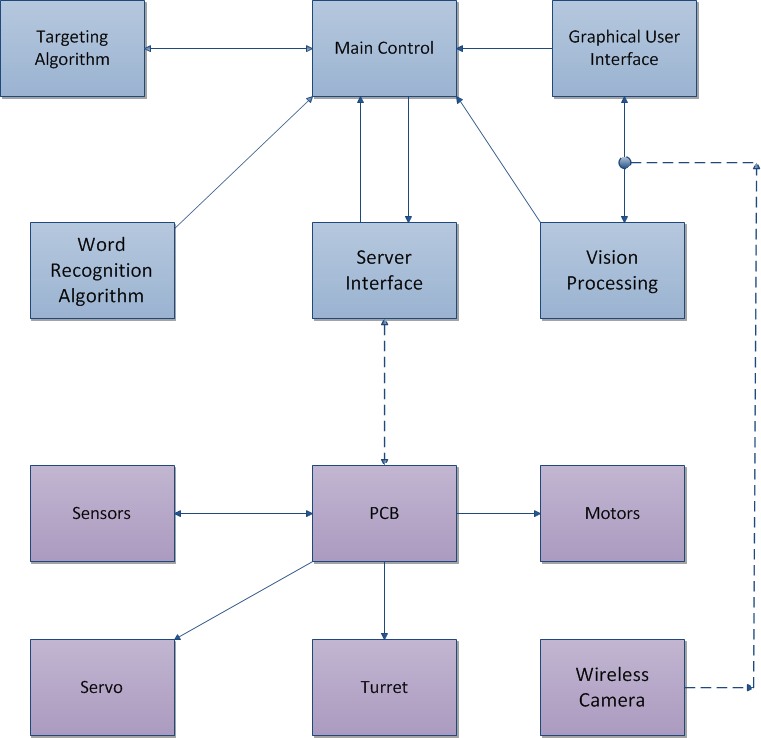 Targeting
Algorithm
Main Control
Graphical User
Interface
Word
Recognition
Algorithm
Server
Interface
Vision
Processing
Sensors
PCB
Motors
Servo
Turret
Wireless
Camera